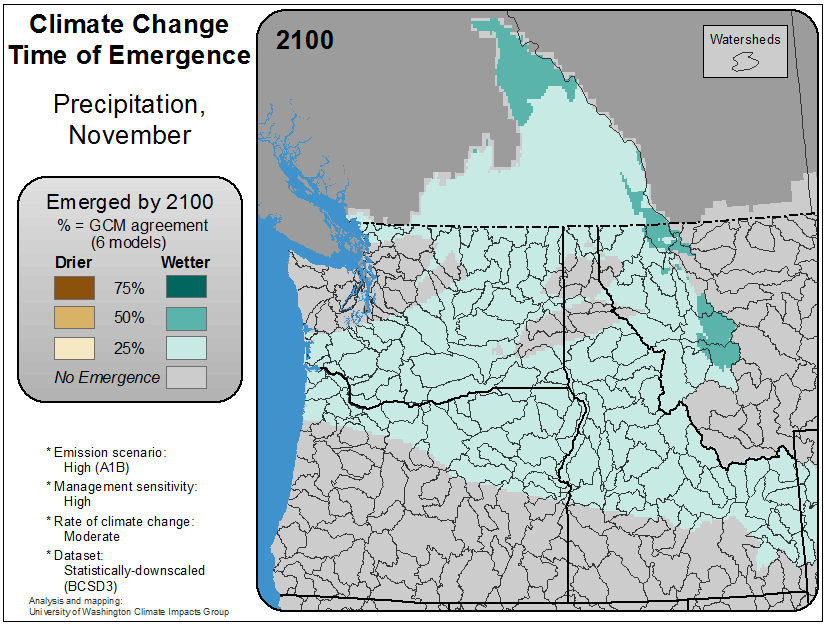 Climate Change
Time of Emergence
Precipitation,
November
Emerged by 2100
% = GCM agreement
(6 models)
Drier Wetter
75%
50%
25%
No Emergence
* Emission scenario:
High (A1B)
* Management sensitivity:
High
* Rate of climate change:
Moderate
* Dataset:
Statistically-downscaled
(BCSD3)
Analysis and mapping:
University of Washington Climate Impacts Group
2100
Watersheds